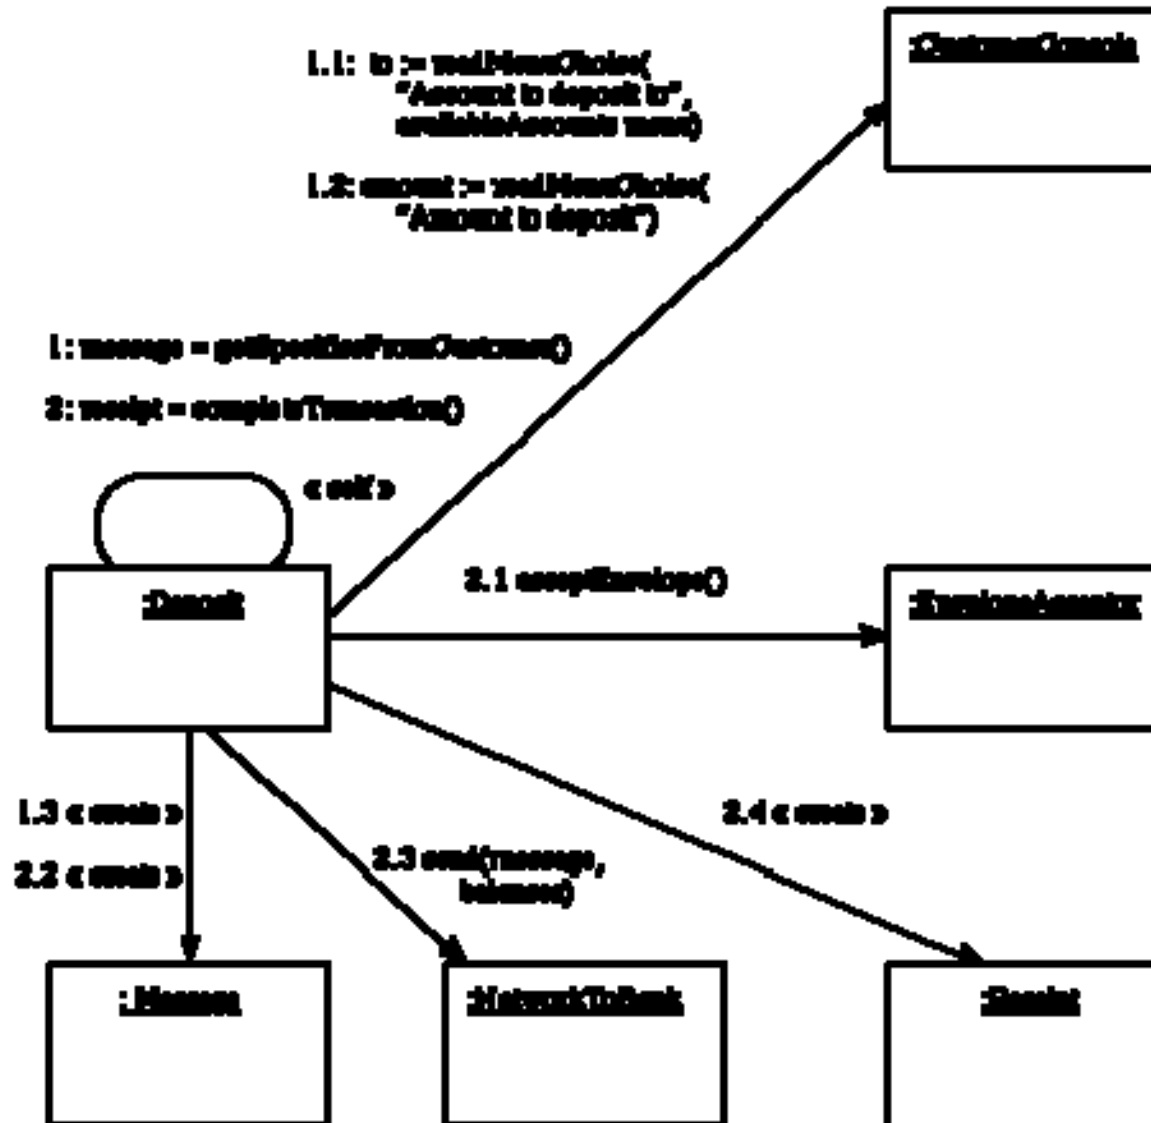 :CustomerConsole
1.1: to := readMenuChoice(
"Account to deposit to",
availableAccounts menu)
1.2: amount := readMenuChoice(
"Amount to deposit")
1: message = getSpecificsFromCustomer()
2: receipt = completeTransaction()
< self >
:Deposit
2.1 acceptEnvelope()
:EnvelopeAcceptor
1.3 < create >
2.2 < create >
2.3 send(message,
balances)
2.4 < create >
: Message
:NetworkToBank
:Receipt